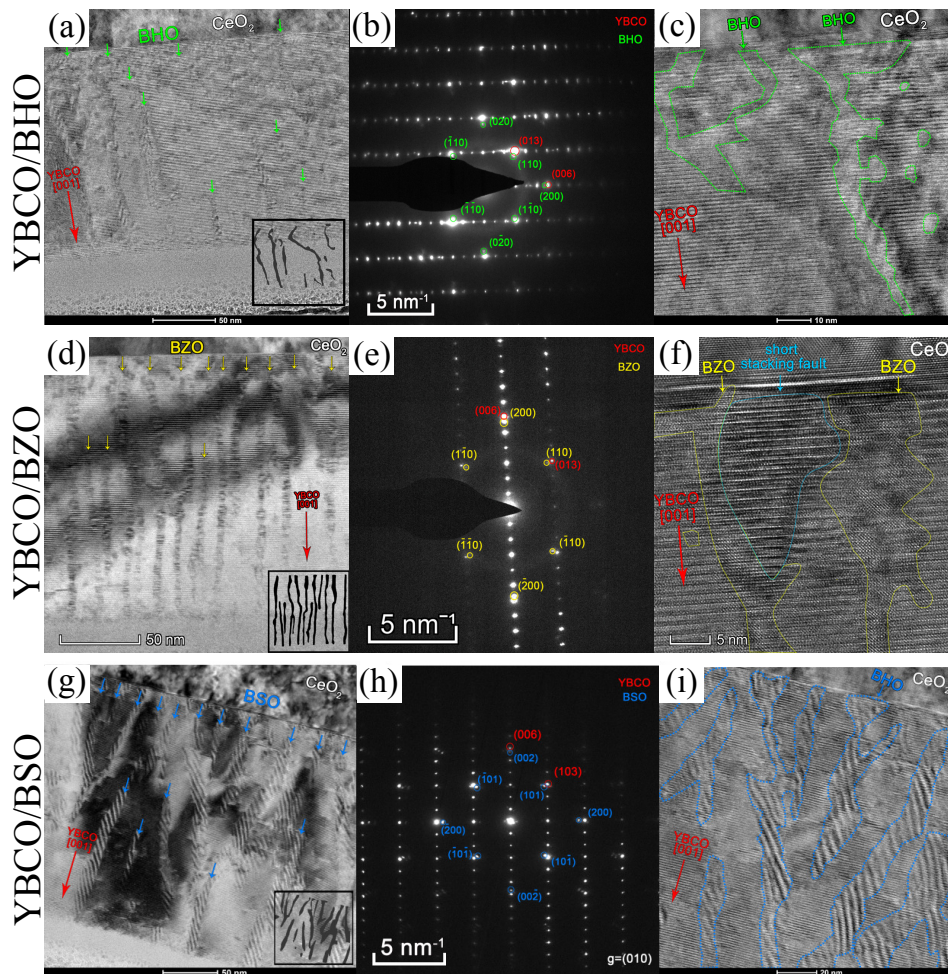 YBCO/BHO
(a)
BHO
CeO₂
YBCO
[001]
50 nm
(b)
YBCO
BHO
(020)
(1̄10)
(013)
(110)
(006)
(200)
(1̄1̄0)
(11̄0)
(02̄0)
5 nm⁻¹
(c)
BHO
BHO
CeO₂
YBCO
[001]
10 nm
YBCO/BZO
(d)
BZO
CeO₂
YBCO
[001]
50 nm
(e)
YBCO
BZO
(006)
(200)
(11̄0)
(110)
(013)
(1̄1̄0)
(1̄10)
(2̄00)
5 nm⁻¹
(f)
CeO
BZO
short
stacking fault
BZO
YBCO
[001]
5 nm
YBCO/BSO
(g)
BSO
CeO₂
YBCO
[001]
50 nm
(h)
YBCO
BSO
(006)
(002)
(1̄01)
(103)
(101)
(200)
(200)
(1̄01̄)
(101̄)
(002̄)
5 nm⁻¹
g=(010)
(i)
BHO
CeO₂
YBCO
[001]
20 nm